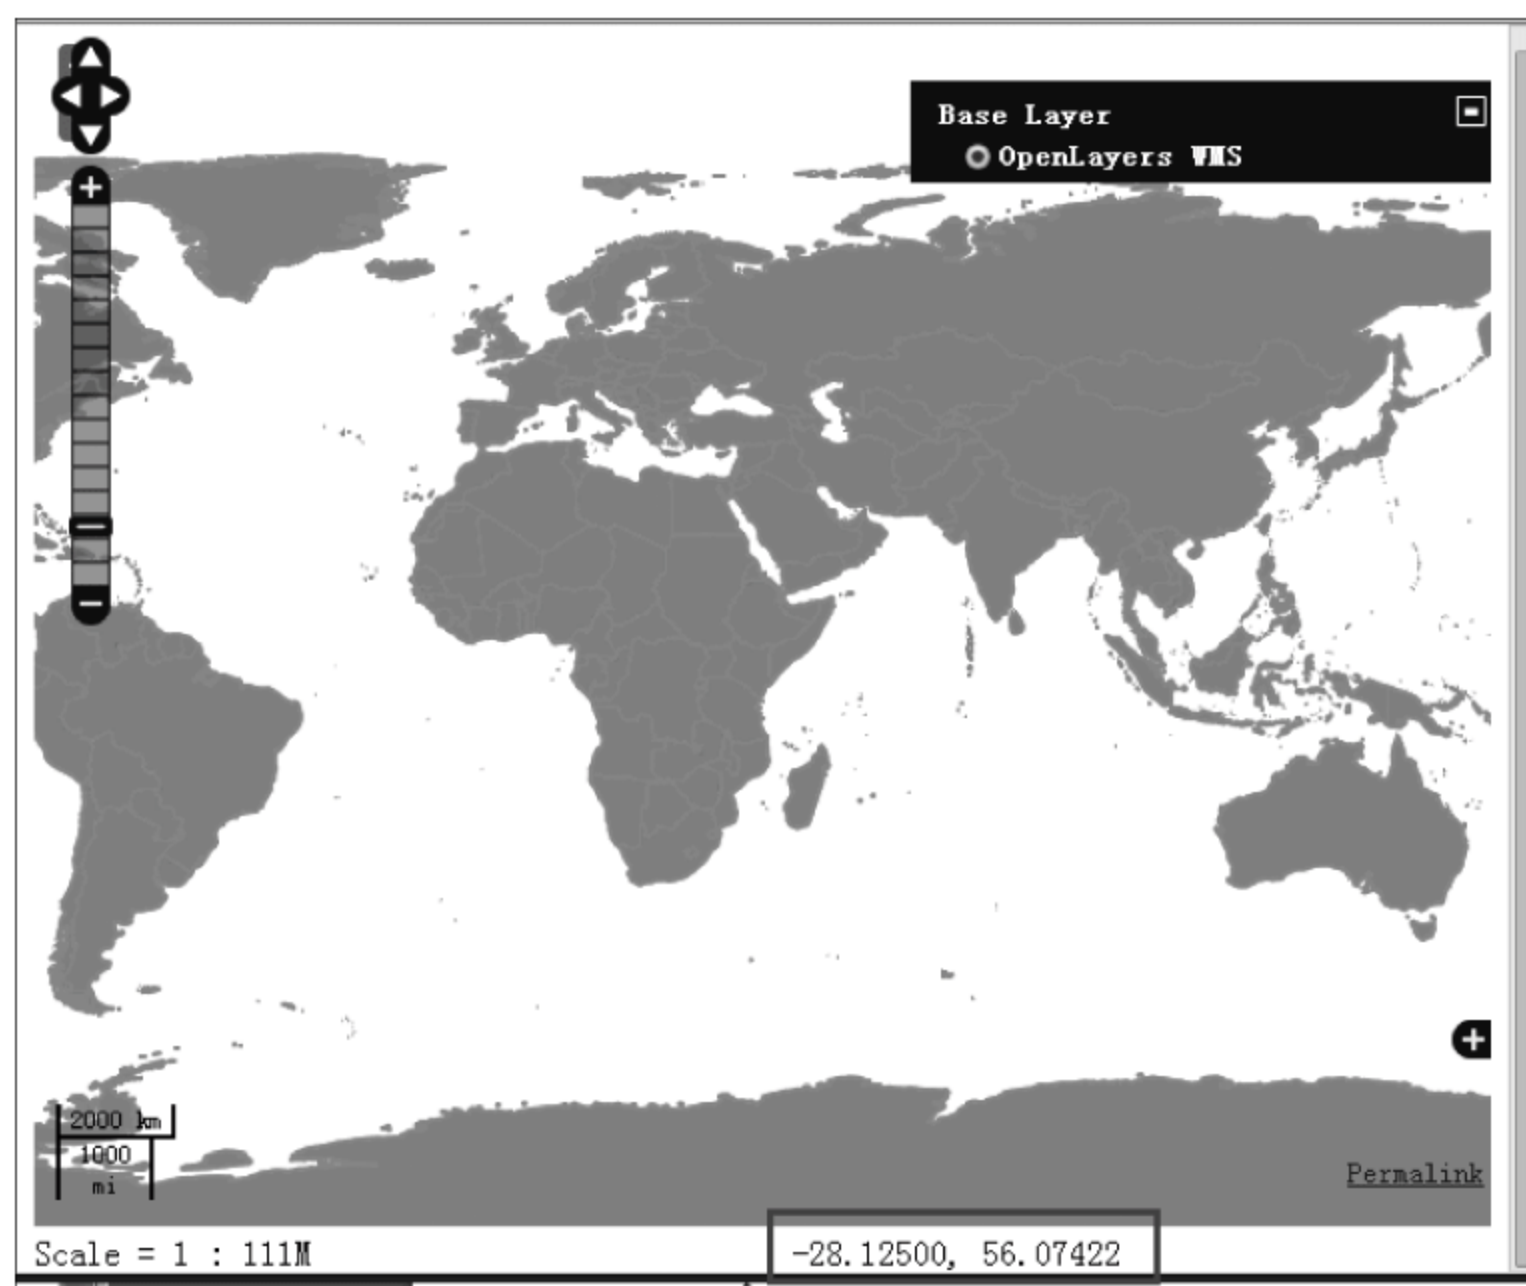 Base Layer
OpenLayers WMS
2000 km
1000
mi
Permalink
Scale = 1 : 111M
-28.12500, 56.07422